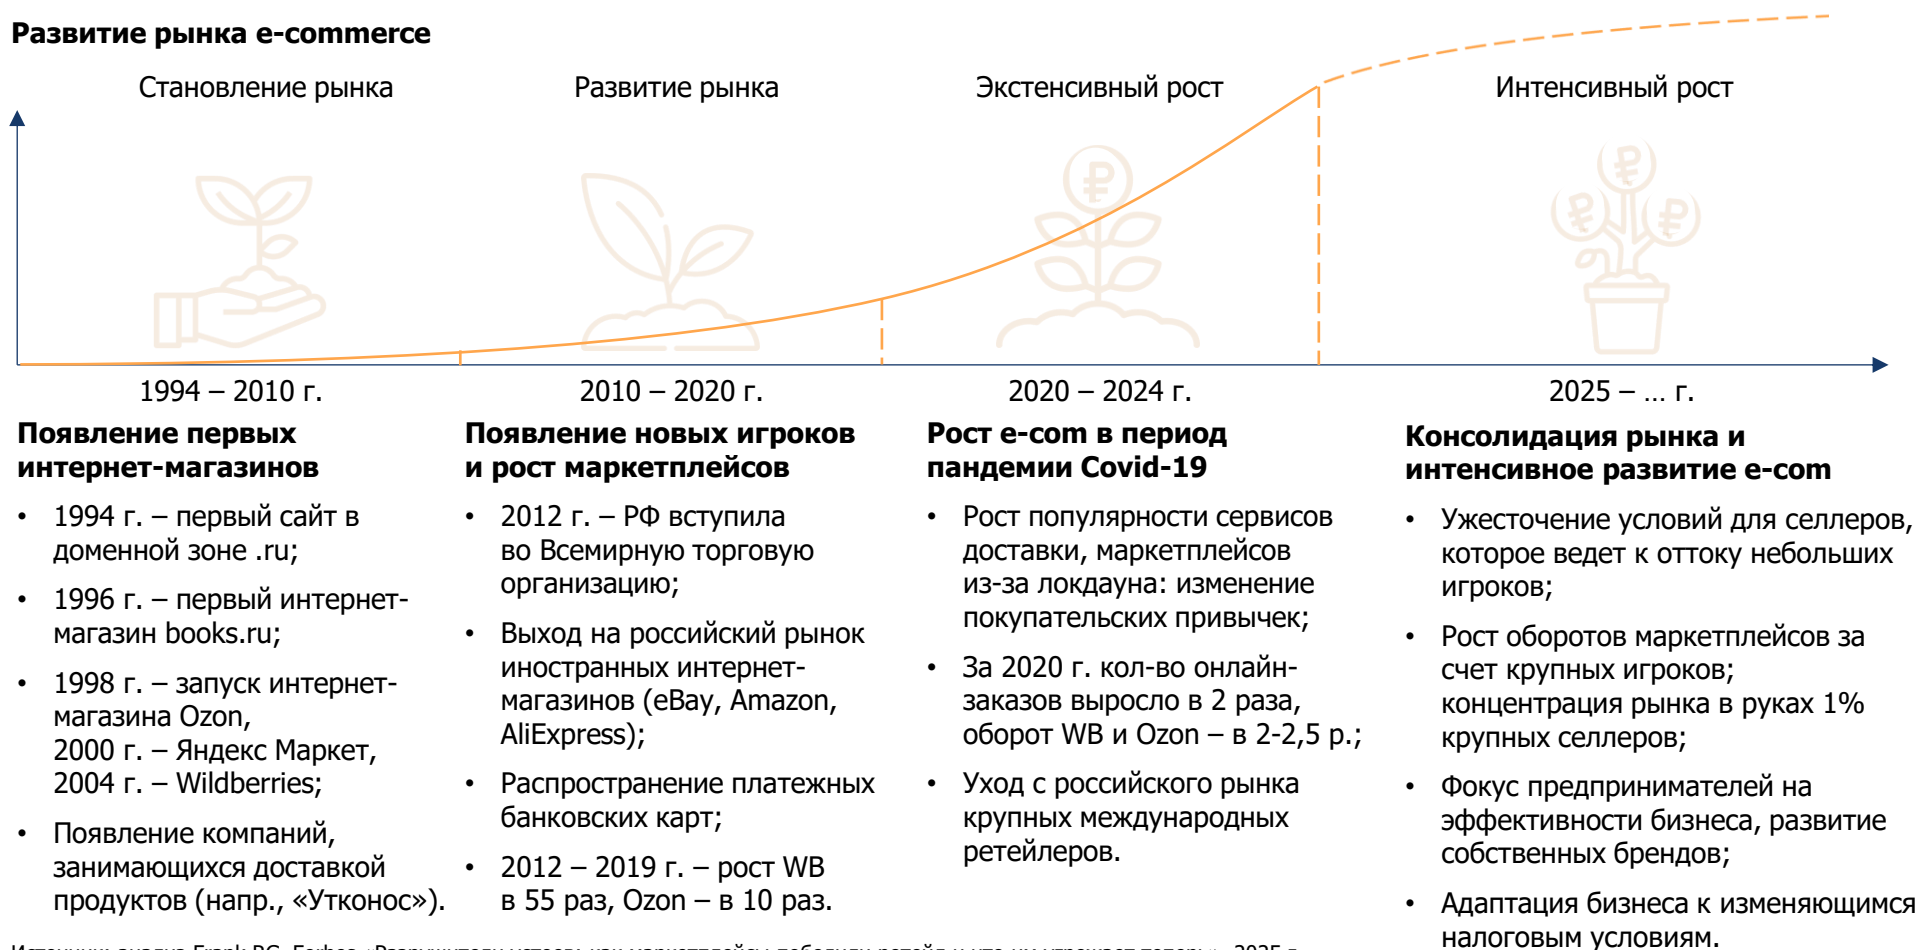 Развитие рынка e-commerce
Становление рынка
Развитие рынка
Экстенсивный рост
Интенсивный рост
1994 – 2010 г.
2010 – 2020 г.
2020 – 2024 г.
2025 – ... г.
Появление первых
интернет-магазинов
• 1994 г. – первый сайт в
доменной зоне .ru;
• 1996 г. – первый интернет-
магазин books.ru;
• 1998 г. – запуск интернет-
магазина Ozon,
2000 г. – Яндекс Маркет,
2004 г. – Wildberries;
• Появление компаний,
занимающихся доставкой
продуктов (напр., «Утконос»).
Появление новых игроков
и рост маркетплейсов
• 2012 г. – РФ вступила
во Всемирную торговую
организацию;
• Выход на российский рынок
иностранных интернет-
магазинов (eBay, Amazon,
AliExpress);
• Распространение платежных
банковских карт;
• 2012 – 2019 г. – рост WB
в 55 раз, Ozon – в 10 раз.
Рост e-com в период
пандемии Covid-19
• Рост популярности сервисов
доставки, маркетплейсов
из-за локдауна: изменение
покупательских привычек;
• За 2020 г. кол-во онлайн-
заказов выросло в 2 раза,
оборот WB и Ozon – в 2-2,5 р.;
• Уход с российского рынка
крупных международных
ретейлеров.
Консолидация рынка и
интенсивное развитие e-com
• Ужесточение условий для селлеров,
которое ведет к оттоку небольших
игроков;
• Рост оборотов маркетплейсов за
счет крупных игроков;
концентрация рынка в руках 1%
крупных селлеров;
• Фокус предпринимателей на
эффективности бизнеса, развитие
собственных брендов;
• Адаптация бизнеса к изменяющимся
налоговым условиям.